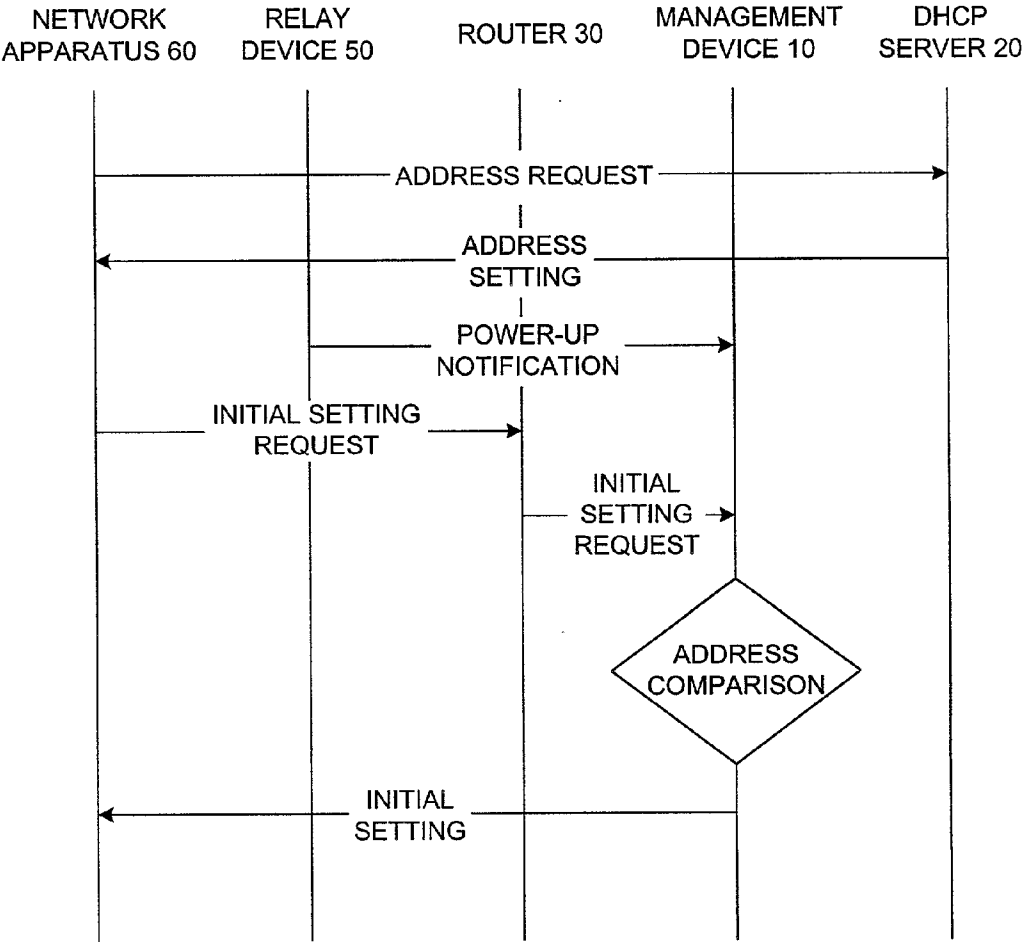 NETWORK
APPARATUS 60
RELAY
DEVICE 50
ROUTER 30
MANAGEMENT
DEVICE 10
DHCP
SERVER 20
ADDRESS REQUEST
ADDRESS
SETTING
POWER-UP
NOTIFICATION
INITIAL SETTING
REQUEST
INITIAL
SETTING
REQUEST
ADDRESS
COMPARISON
INITIAL
SETTING